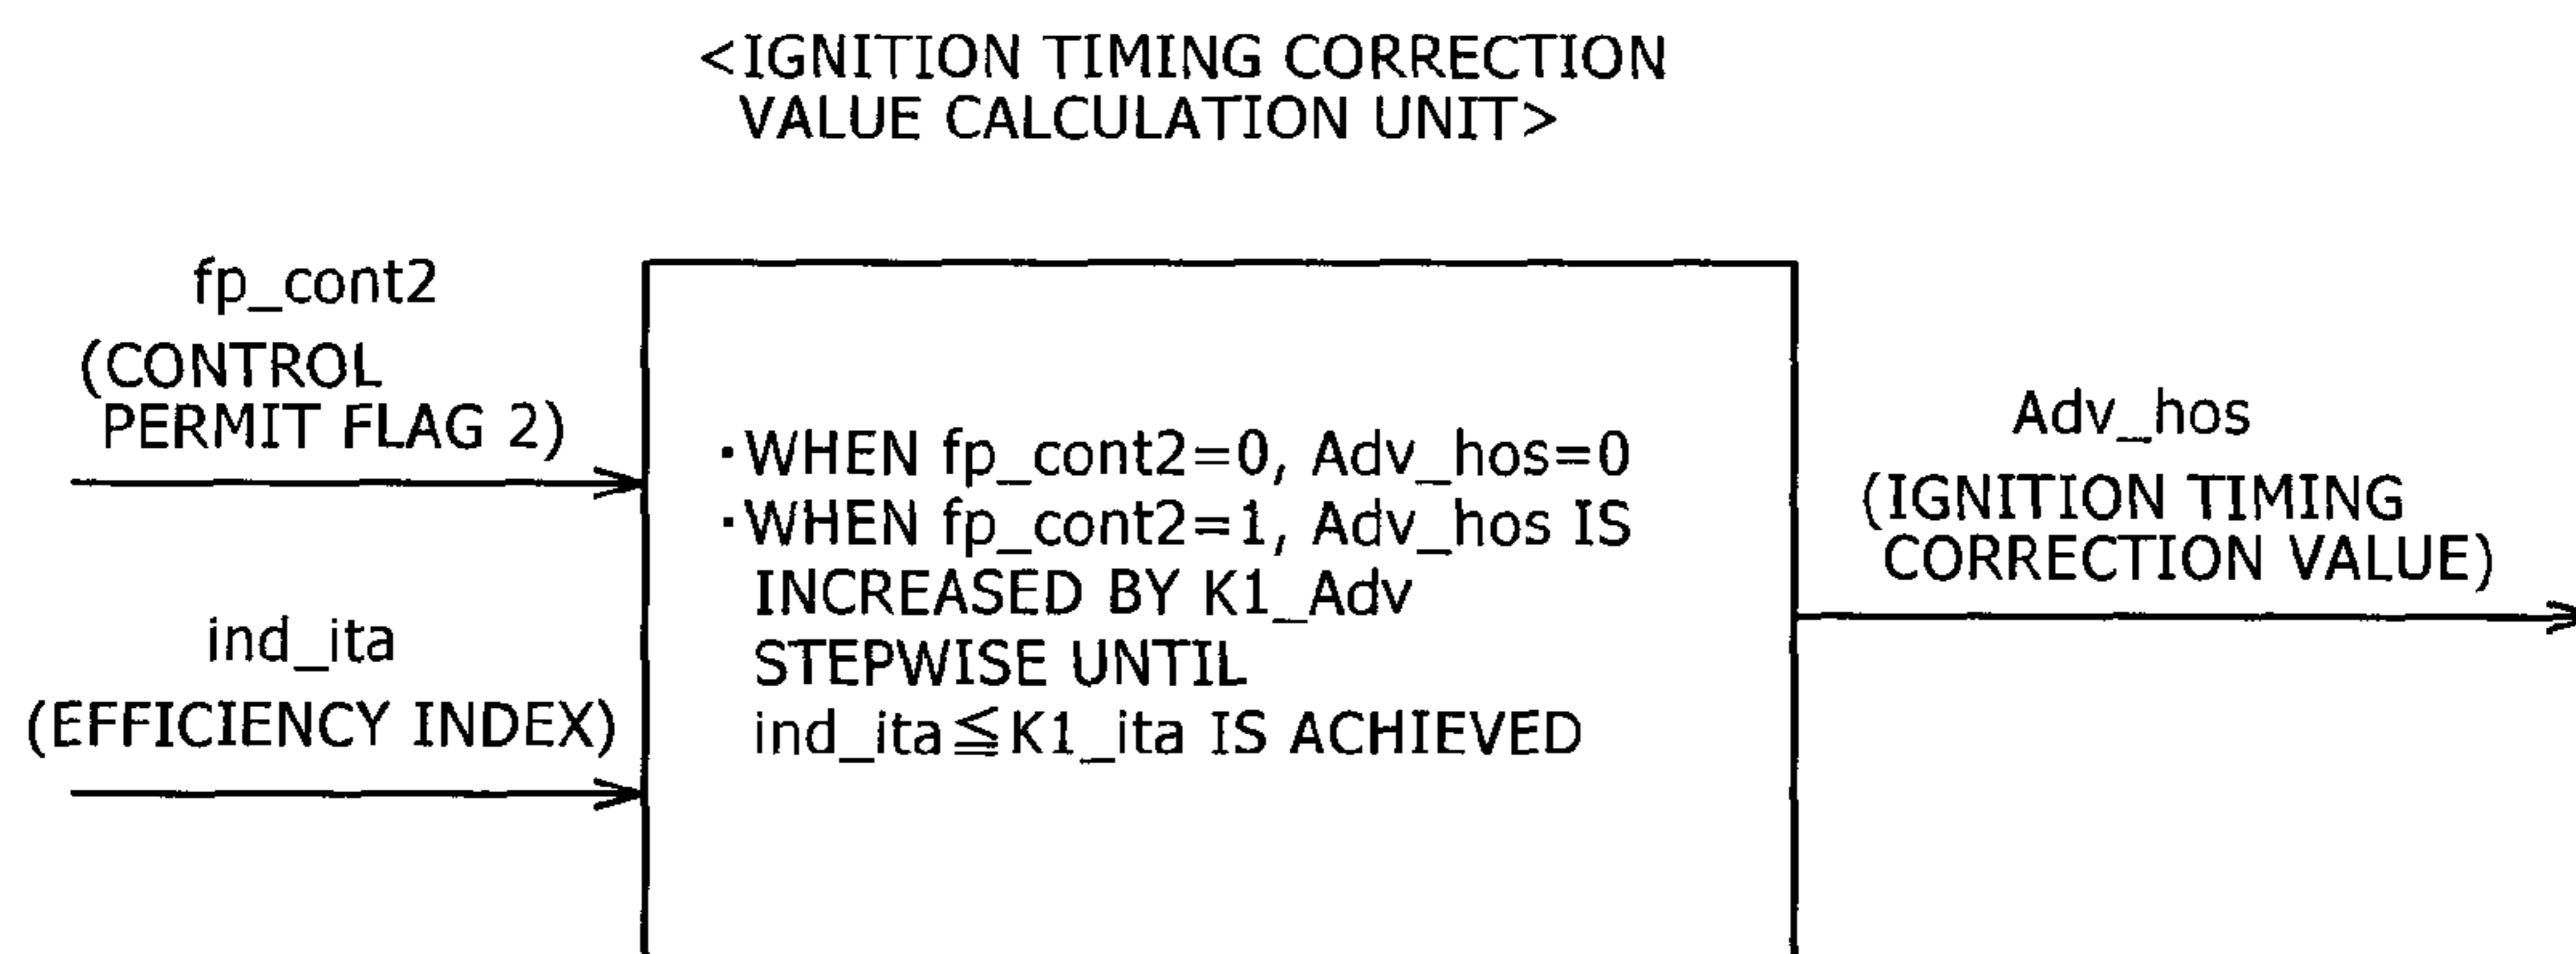 <IGNITION TIMING CORRECTION
VALUE CALCULATION UNIT>
fp_cont2
(CONTROL
PERMIT FLAG 2)
ind_ita
(EFFICIENCY INDEX)
·WHEN fp_cont2=0, Adv_hos=0
·WHEN fp_cont2=1, Adv_hos IS
INCREASED BY K1_Adv
STEPWISE UNTIL
ind_ita≦K1_ita IS ACHIEVED
Adv_hos
(IGNITION TIMING
CORRECTION VALUE)